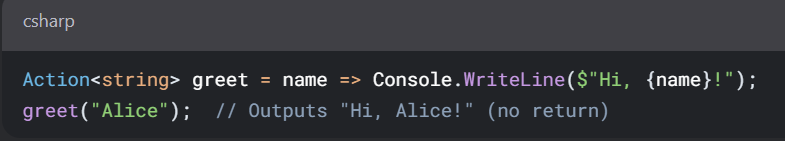 csharp
Action<string> greet = name => Console.WriteLine($"Hi, {name}!");
greet("Alice");  // Outputs "Hi, Alice!" (no return)